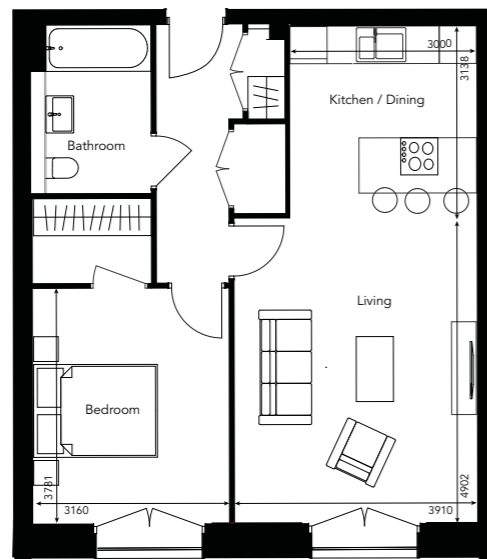 3000
3138
Kitchen / Dining
Bathroom
Living
Bedroom
3781
3160
4902
3910